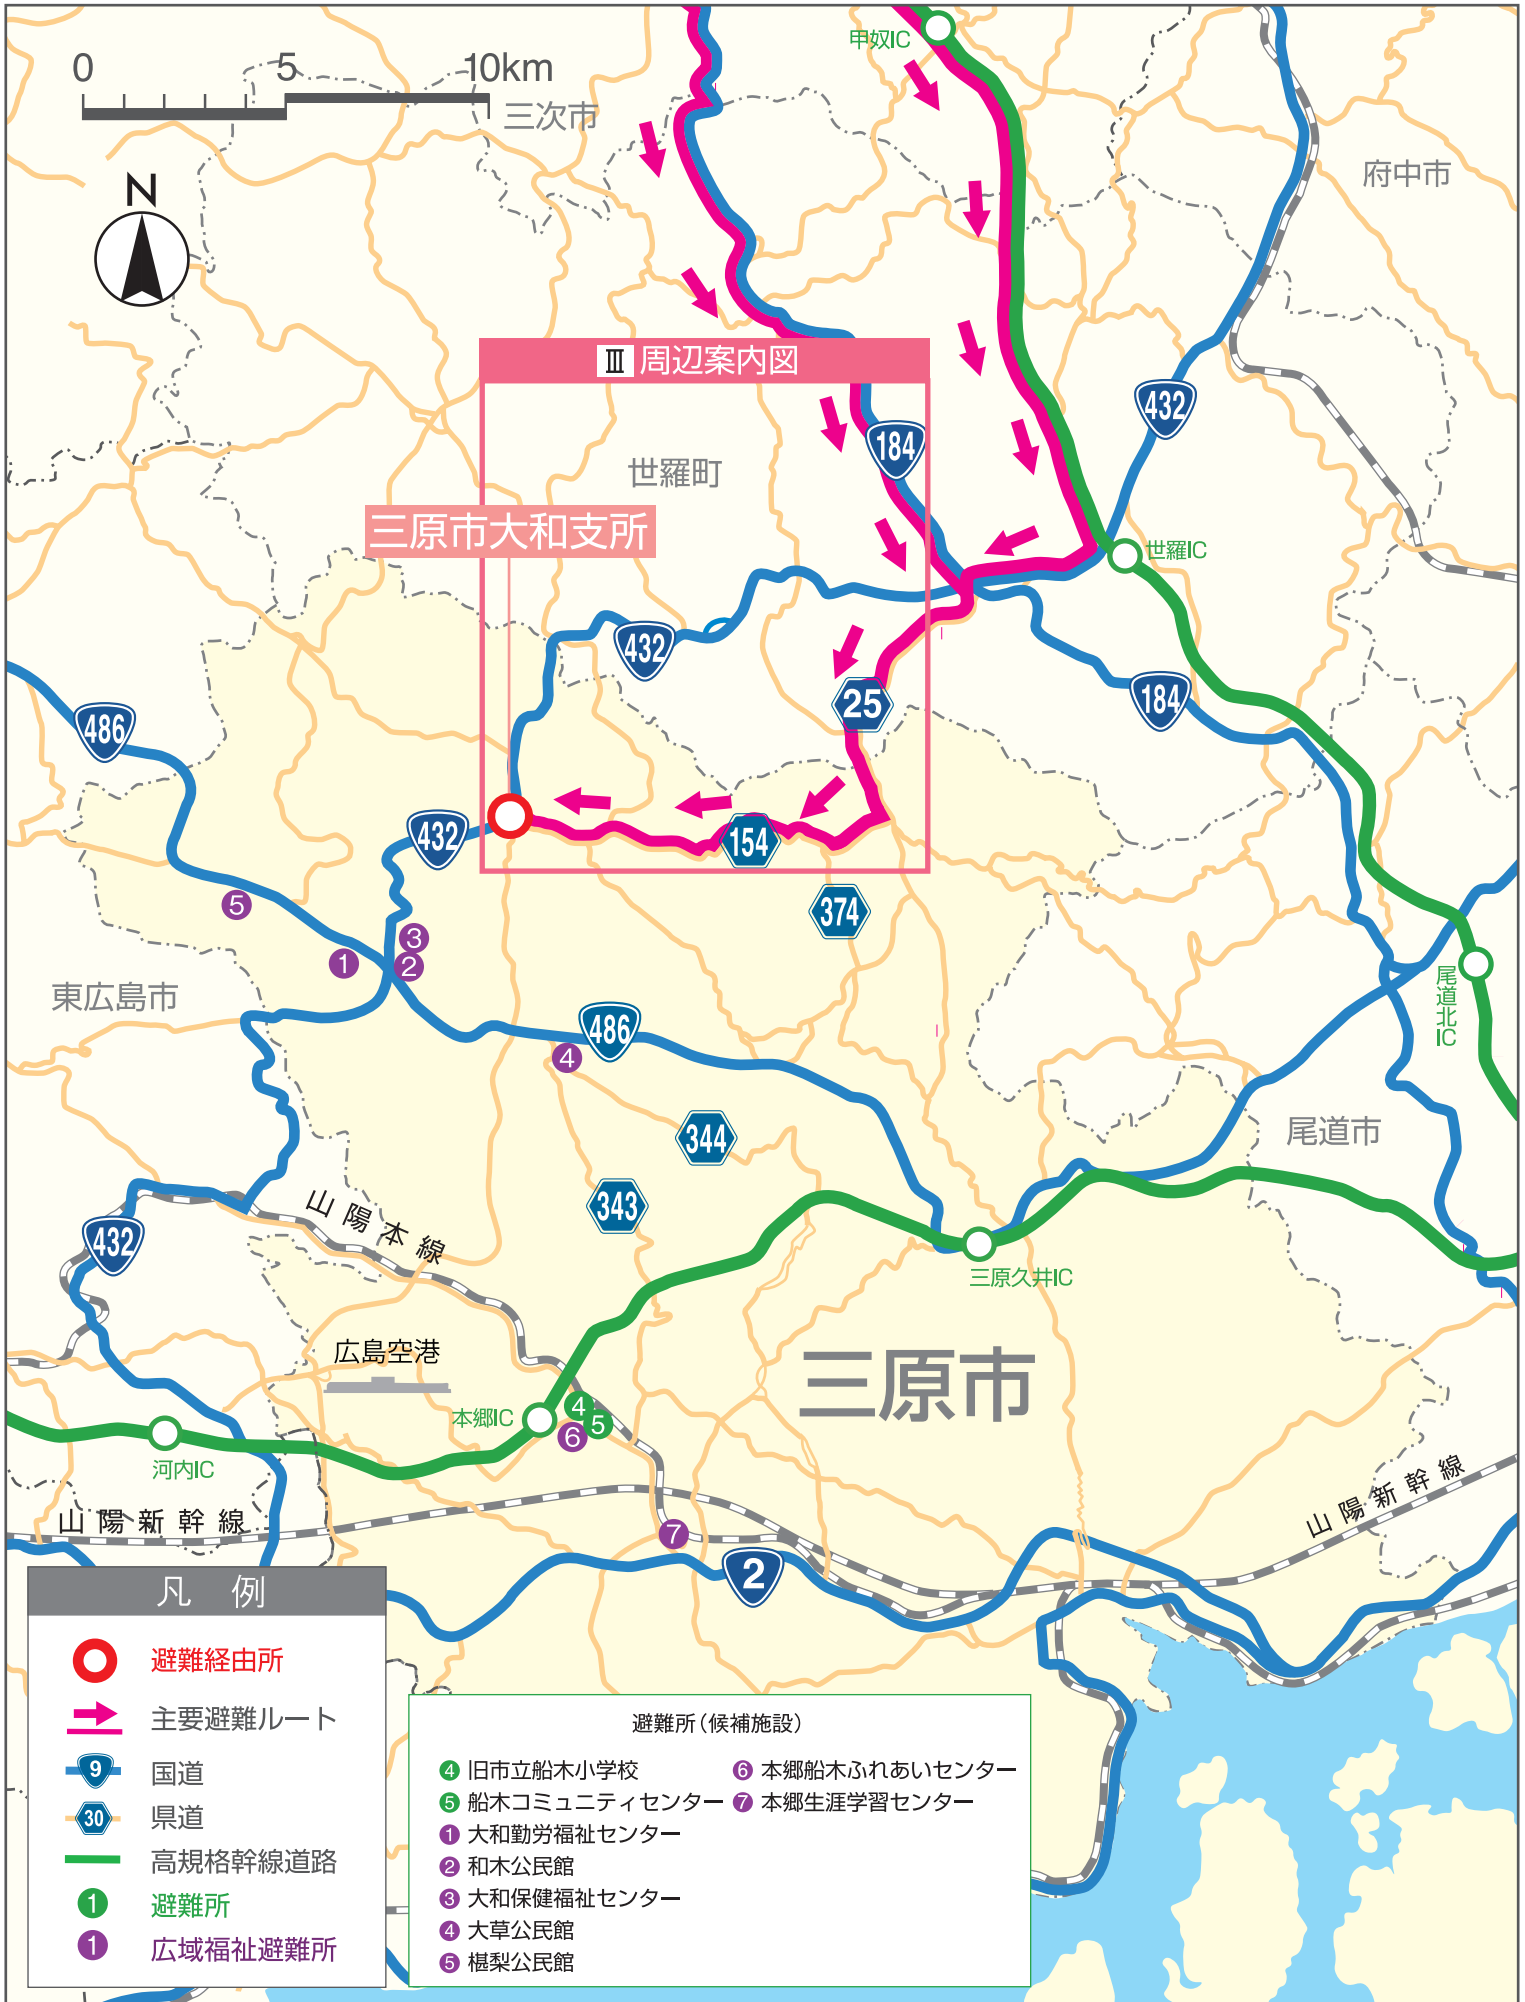 0 5 10km
三次市
甲奴IC
府中市
N
Ⅲ 周辺案内図
432
184
世羅町
三原市大和支所
世羅IC
432
25
184
486
432
154
374
5
3
1
2
東広島市
尾道北IC
486
4
344
尾道市
343
432
山陽本線
三原久井IC
広島空港
三原市
本郷IC
4
5
6
河内IC
山陽新幹線
山陽新幹線
7
2
凡 例
避難経由所
主要避難ルート
9 国道
30 県道
高規格幹線道路
1 避難所
1 広域福祉避難所
避難所（候補施設）
4 旧市立船木小学校
5 船木コミュニティセンター
1 大和勤労福祉センター
2 和木公民館
3 大和保健福祉センター
4 大草公民館
5 椹梨公民館
6 本郷船木ふれあいセンター
7 本郷生涯学習センター